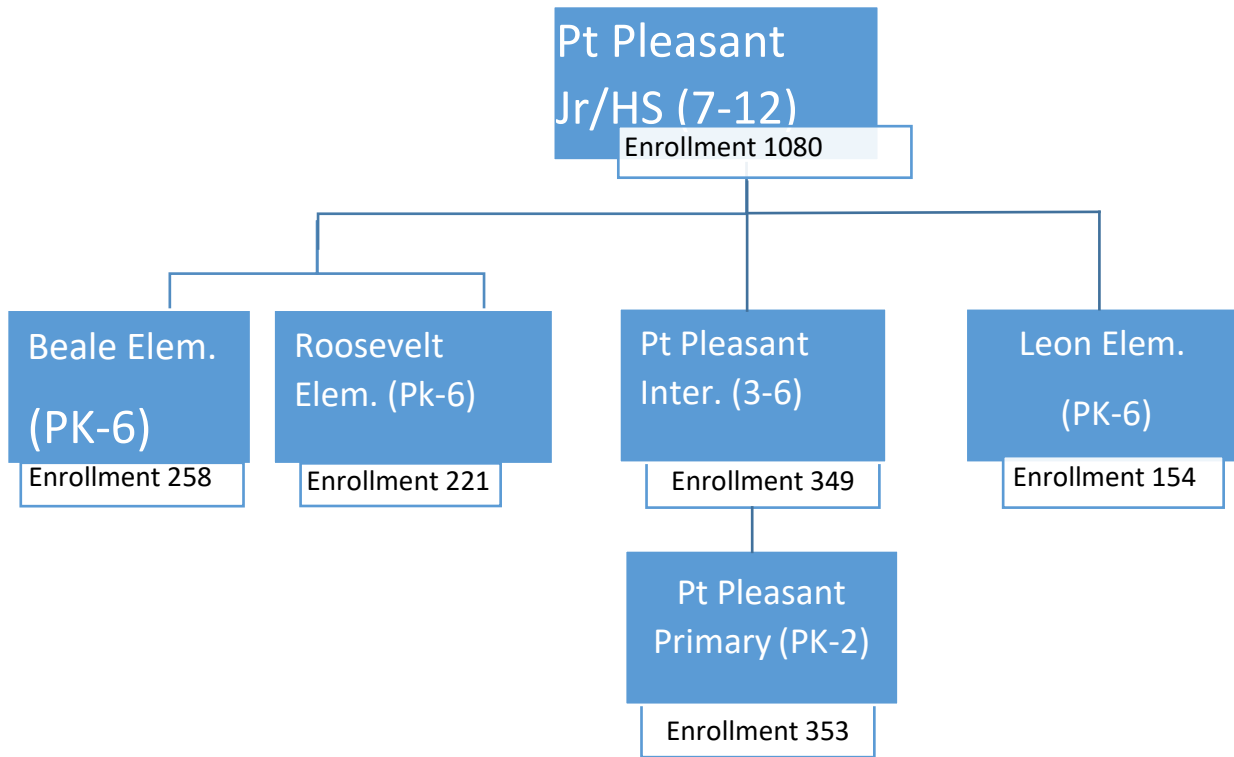 Pt Pleasant
Jr/HS (7-12)
Enrollment 1080
Beale Elem.
(PK-6)
Enrollment 258
Roosevelt
Elem. (Pk-6)
Enrollment 221
Pt Pleasant
Inter. (3-6)
Enrollment 349
Leon Elem.
(PK-6)
Enrollment 154
Pt Pleasant
Primary (PK-2)
Enrollment 353